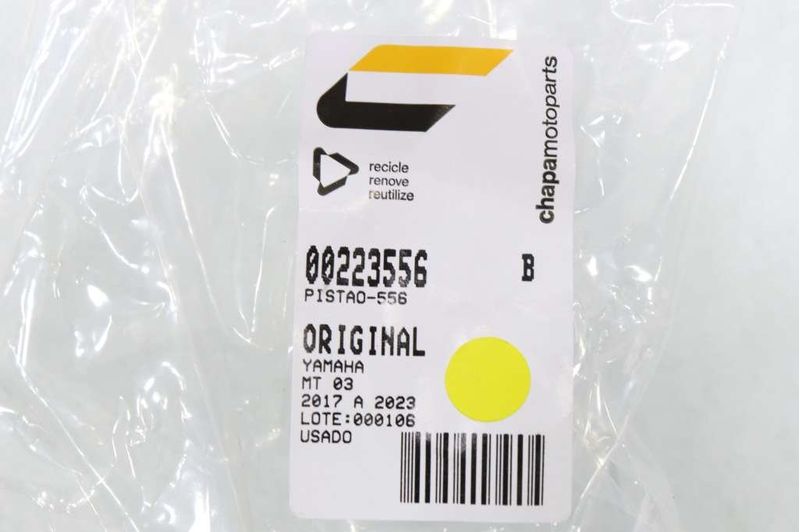 chapamotoparts
recicle
renove
reutilize
00223556 B
PISTAO-556
ORIGINAL
YAMAHA
MT 03
2017 A 2023
LOTE:000106
USADO